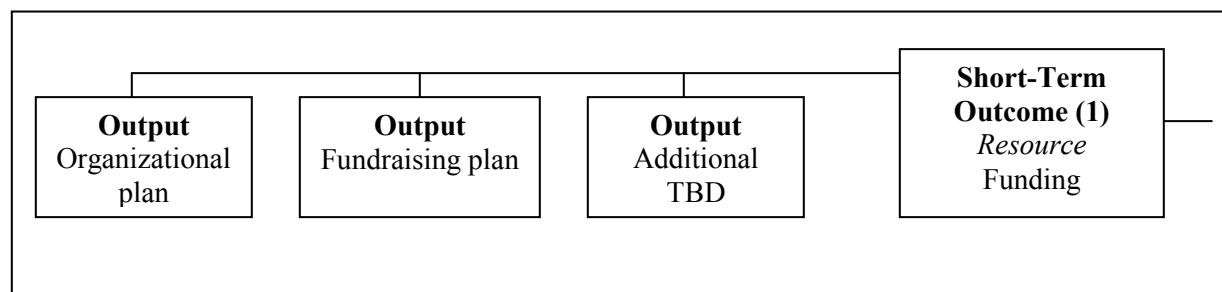 Output
Organizational
plan
Output
Fundraising plan
Output
Additional
TBD
Short-Term
Outcome (1)
Resource
Funding